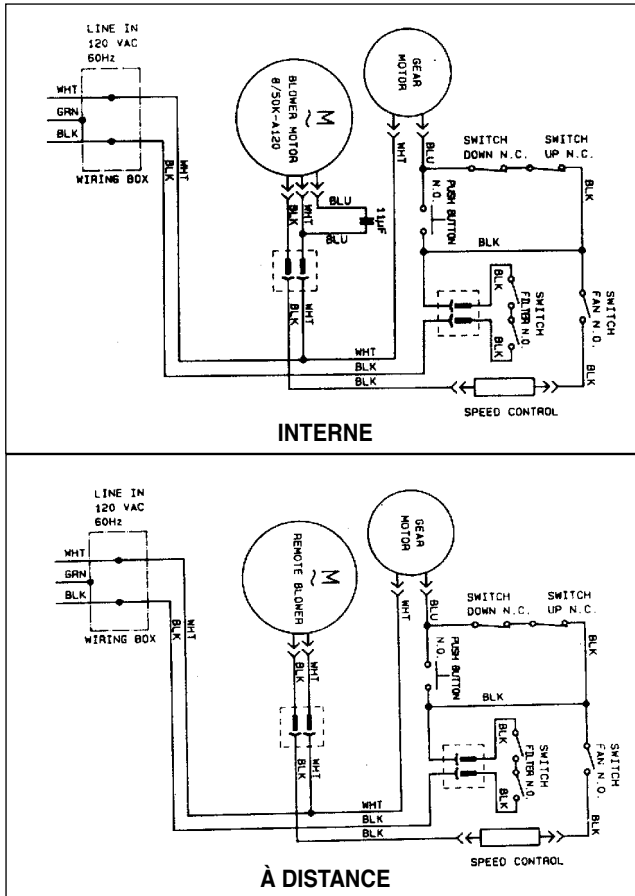 LINE IN
120 VAC
60Hz
WHT
GRN
BLK
WIRING BOX
BLK
WHT
M
BLOWER MOTOR
8/50K-A120
BLK
WHT
BLU
BLU
11µF
BLK
WHT
GEAR
MOTOR
WHT
BLU
SWITCH
DOWN N.C.
SWITCH
UP N.C.
BLK
PUSH BUTTON
N.O.
BLK
BLK
BLK
SWITCH
FILTER N.O.
SWITCH
FAN N.O.
BLK
WHT
BLK
BLK
SPEED CONTROL
INTERNE
LINE IN
120 VAC
60Hz
WHT
GRN
BLK
WIRING BOX
BLK
WHT
M
REMOTE BLOWER
BLK
WHT
BLK
WHT
GEAR
MOTOR
WHT
BLU
SWITCH
DOWN N.C.
SWITCH
UP N.C.
BLK
PUSH BUTTON
N.O.
BLK
BLK
BLK
SWITCH
FILTER N.O.
SWITCH
FAN N.O.
BLK
WHT
BLK
BLK
SPEED CONTROL
À DISTANCE